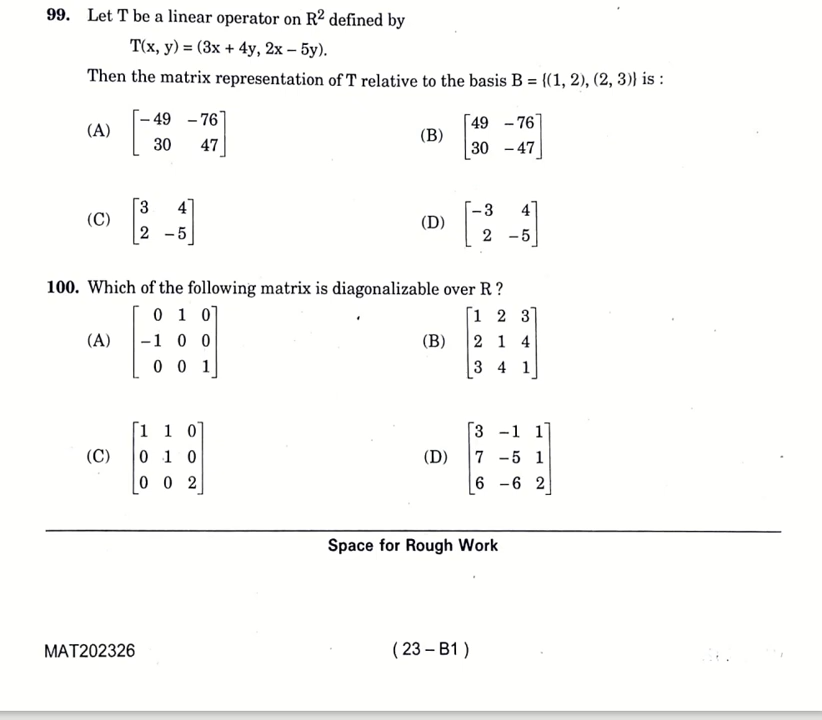 99. Let T be a linear operator on R² defined by
T(x, y) = (3x + 4y, 2x – 5y).
Then the matrix representation of T relative to the basis B = {(1, 2), (2, 3)} is :
(A) [– 49 – 76
30 47]
(B) [49 – 76
30 – 47]
(C) [3 4
2 – 5]
(D) [– 3 4
2 – 5]
100. Which of the following matrix is diagonalizable over R ?
(A) [0 1 0
–1 0 0
0 0 1]
(B) [1 2 3
2 1 4
3 4 1]
(C) [1 1 0
0 1 0
0 0 2]
(D) [3 –1 1
7 –5 1
6 –6 2]
Space for Rough Work
MAT202326
( 23 – B1 )